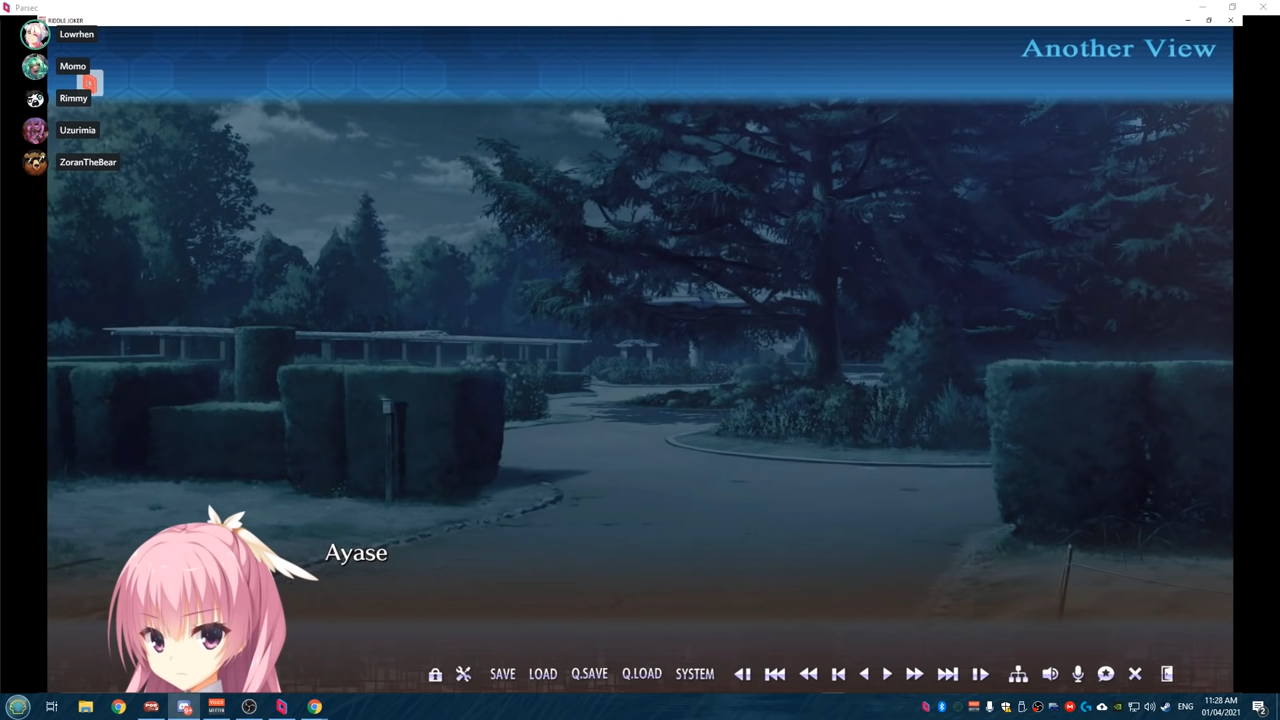 Parsec
RIDDLE JOKER
Lowrhen
Another View
Momo
Rimmy
Uzurimia
ZoranTheBear
Ayase
SAVE LOAD Q.SAVE Q.LOAD SYSTEM
ENG
11:28 AM
01/04/2021